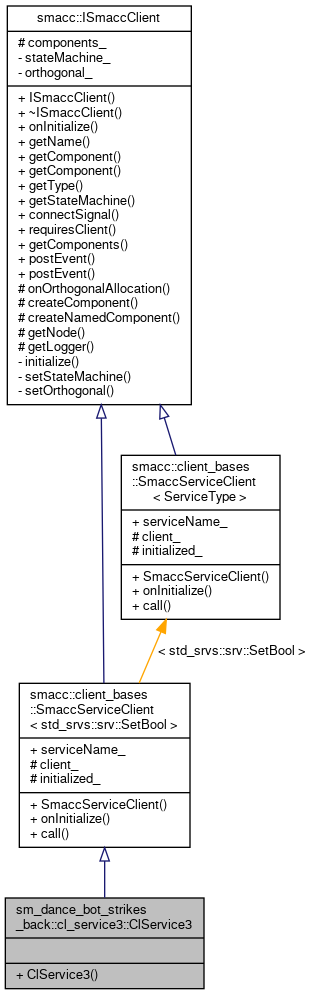 smacc::ISmaccClient
# components_
- stateMachine_
- orthogonal_
+ ISmaccClient()
+ ~ISmaccClient()
+ onInitialize()
+ getName()
+ getComponent()
+ getComponent()
+ getType()
+ getStateMachine()
+ connectSignal()
+ requiresClient()
+ getComponents()
+ postEvent()
+ postEvent()
# onOrthogonalAllocation()
# createComponent()
# createNamedComponent()
# getNode()
# getLogger()
- initialize()
- setStateMachine()
- setOrthogonal()
smacc::client_bases
::SmaccServiceClient
< ServiceType >
+ serviceName_
# client_
# initialized_
+ SmaccServiceClient()
+ onInitialize()
+ call()
< std_srvs::srv::SetBool >
smacc::client_bases
::SmaccServiceClient
< std_srvs::srv::SetBool >
+ serviceName_
# client_
# initialized_
+ SmaccServiceClient()
+ onInitialize()
+ call()
sm_dance_bot_strikes
_back::cl_service3::ClService3
+ ClService3()